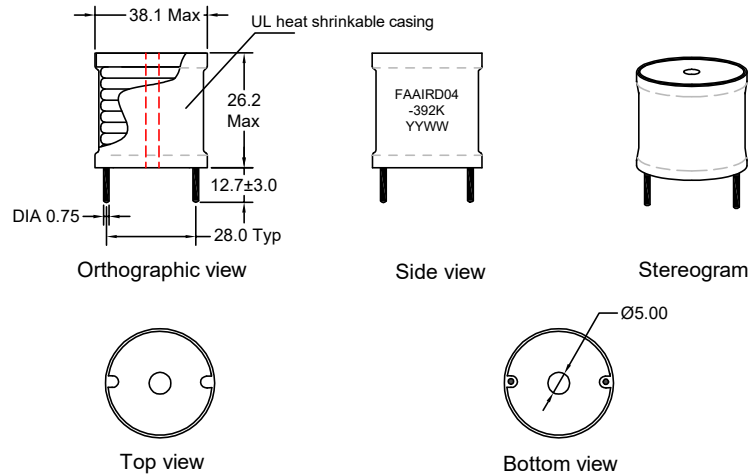 38.1 Max
UL heat shrinkable casing
26.2
Max
12.7±3.0
DIA 0.75
28.0 Typ
Orthographic view
FAAIRD04
-392K
YYWW
Side view
Stereogram
Top view
Ø5.00
Bottom view